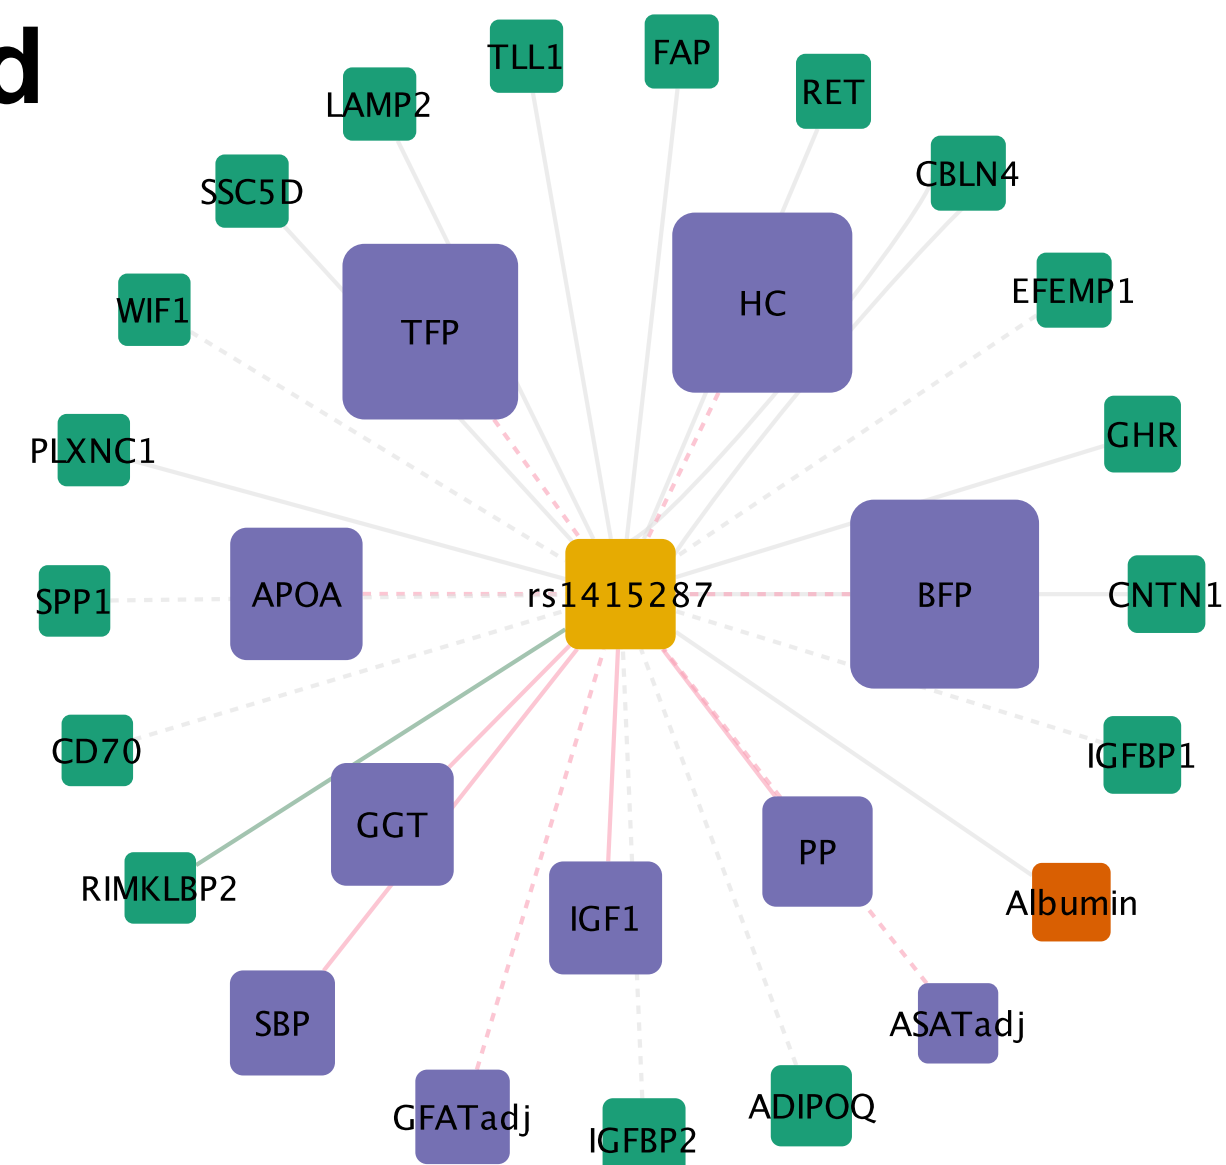 d
TLL1
FAP
RET
LAMP2
CBLN4
SSC5D
EFEMP1
HC
WIF1
TFP
GHR
PLXNC1
APOA
rs1415287
BFP
CNTN1
SPP1
CD70
IGFBP1
GGT
PP
RIMKLBP2
Albumin
IGF1
SBP
ASATadj
ADIPOQ
GFATadj
IGFBP2